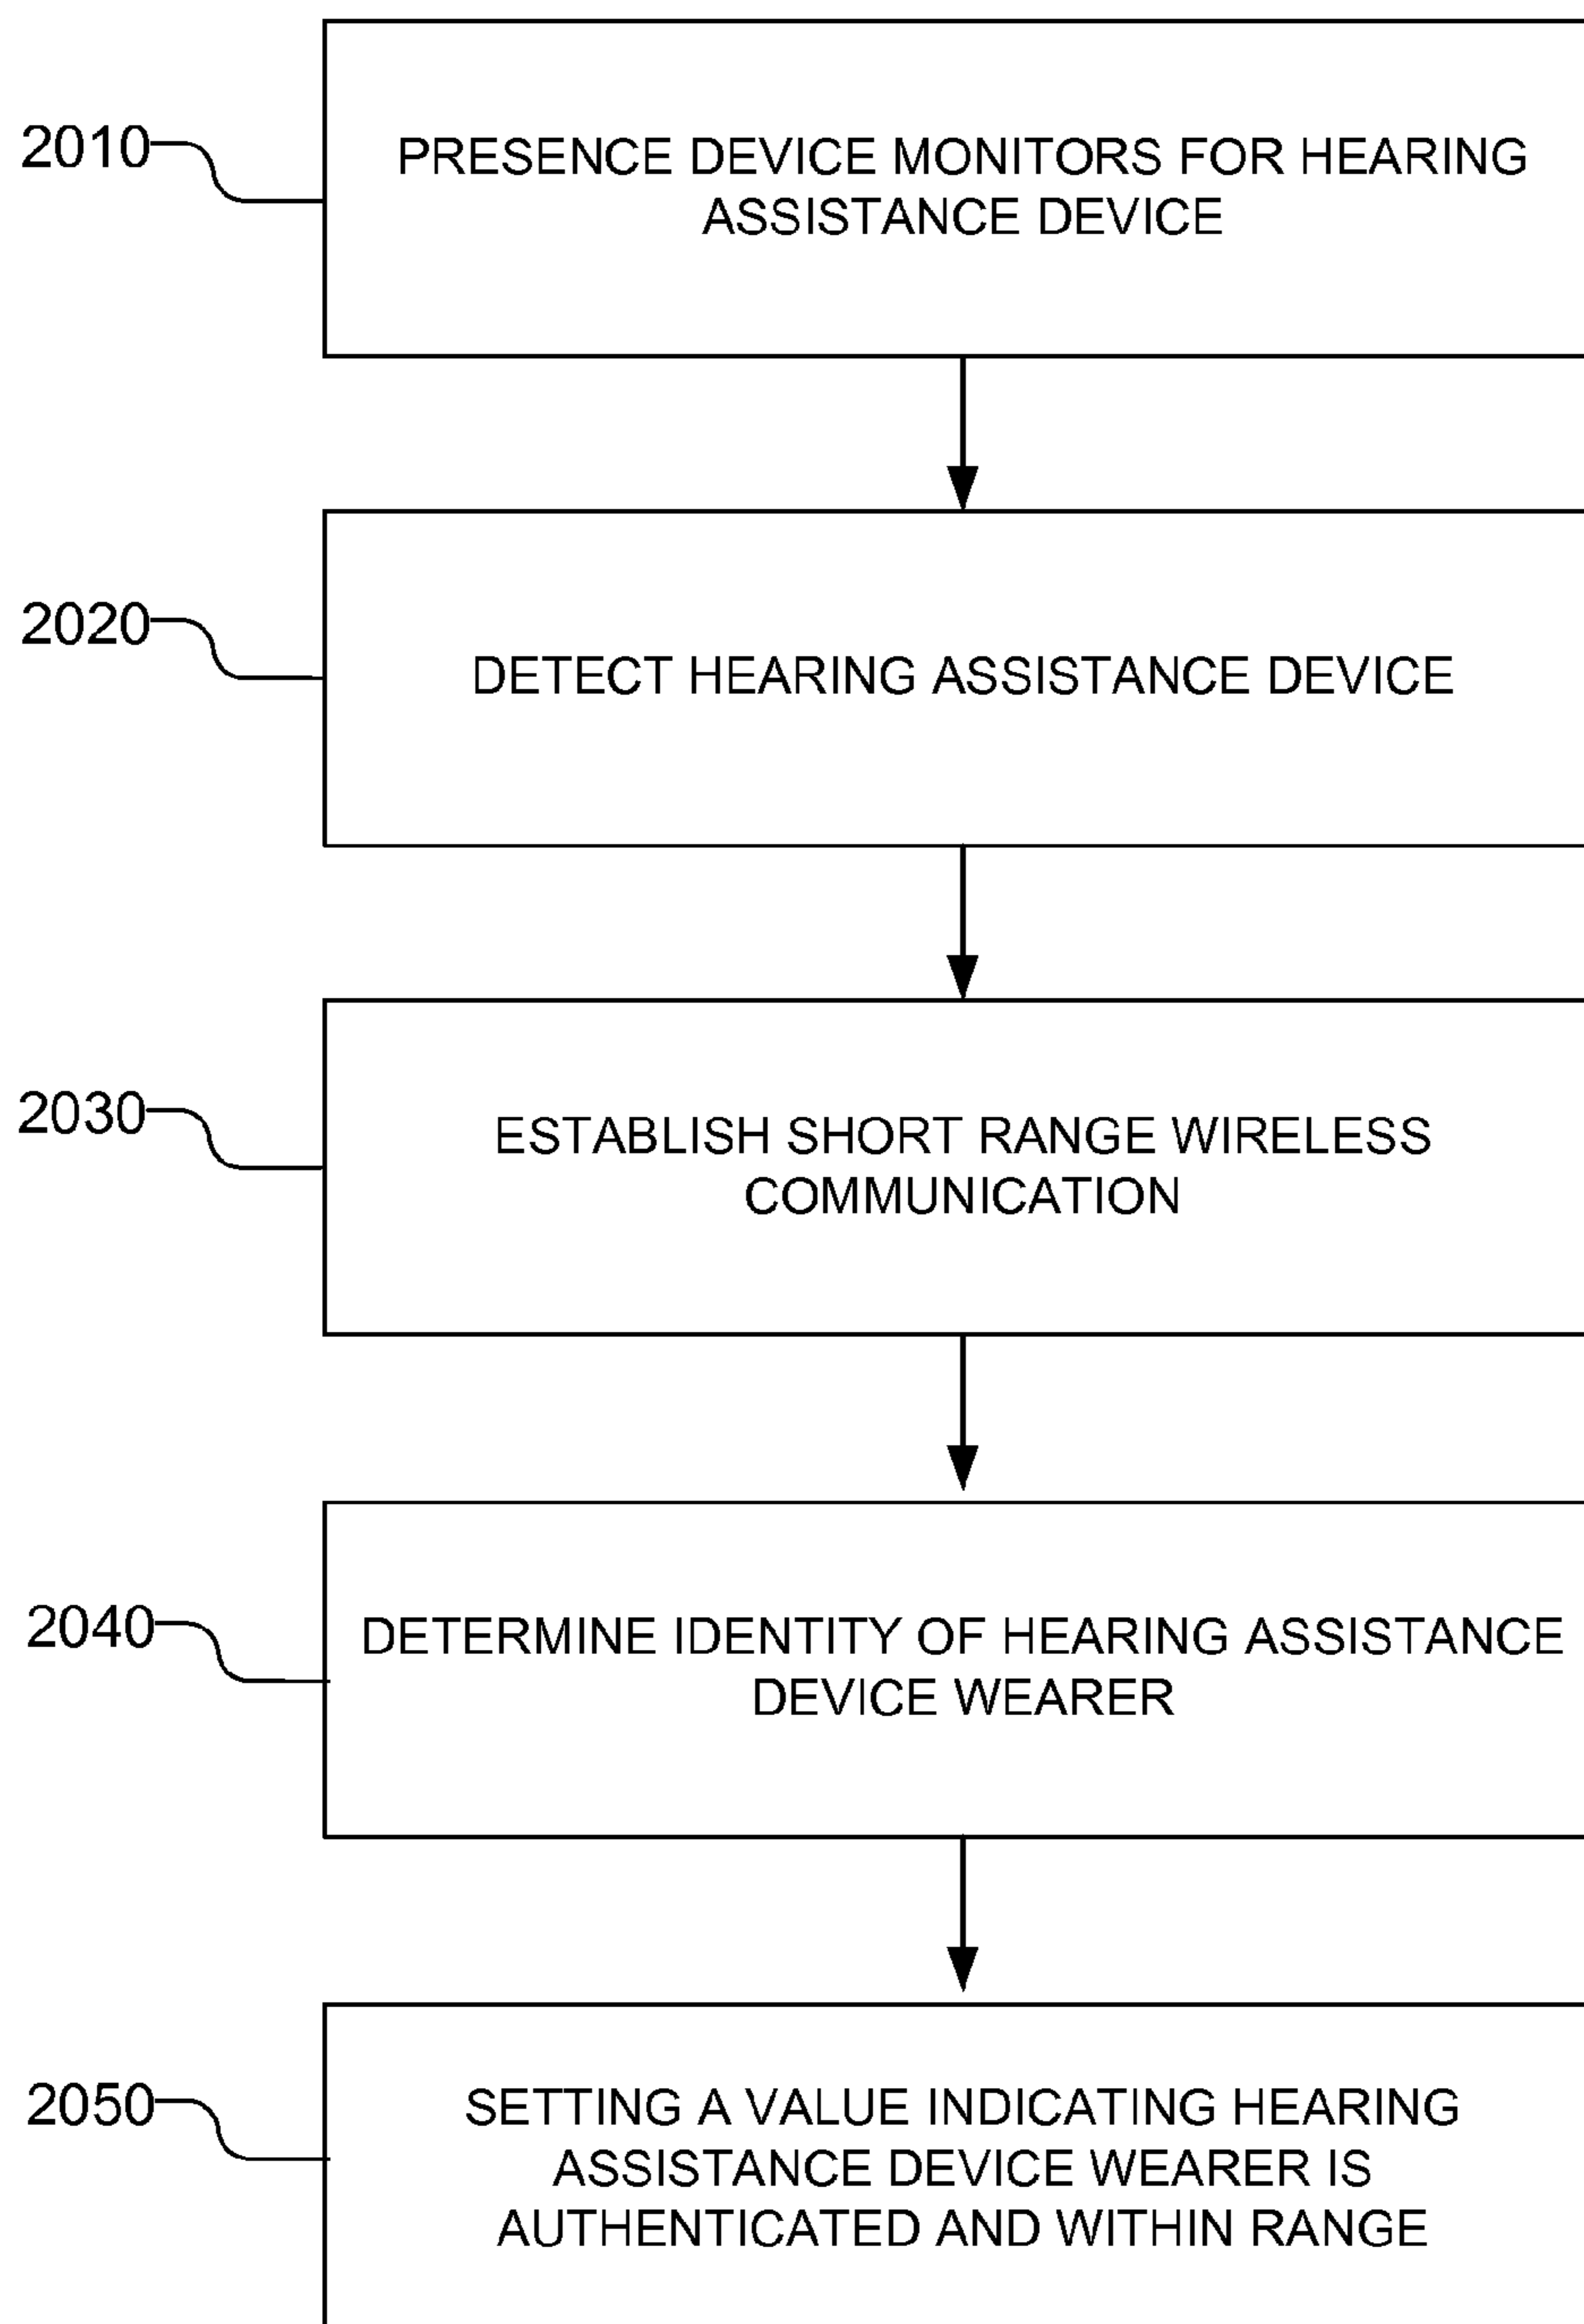 2010
PRESENCE DEVICE MONITORS FOR HEARING
ASSISTANCE DEVICE
2020
DETECT HEARING ASSISTANCE DEVICE
2030
ESTABLISH SHORT RANGE WIRELESS
COMMUNICATION
2040
DETERMINE IDENTITY OF HEARING ASSISTANCE
DEVICE WEARER
2050
SETTING A VALUE INDICATING HEARING
ASSISTANCE DEVICE WEARER IS
AUTHENTICATED AND WITHIN RANGE